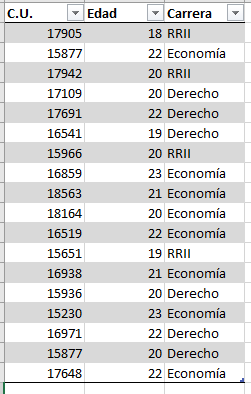 C.U. Edad Carrera
17905 18 RRII
15877 22 Economía
17942 20 RRII
17109 20 Derecho
17691 22 Derecho
16541 19 Derecho
15966 20 RRII
16859 23 Economía
18563 21 Economía
18164 20 Economía
16519 22 Economía
15651 19 RRII
16938 21 Economía
15936 20 Derecho
15230 23 Economía
16971 22 Derecho
15877 20 Derecho
17648 22 Economía